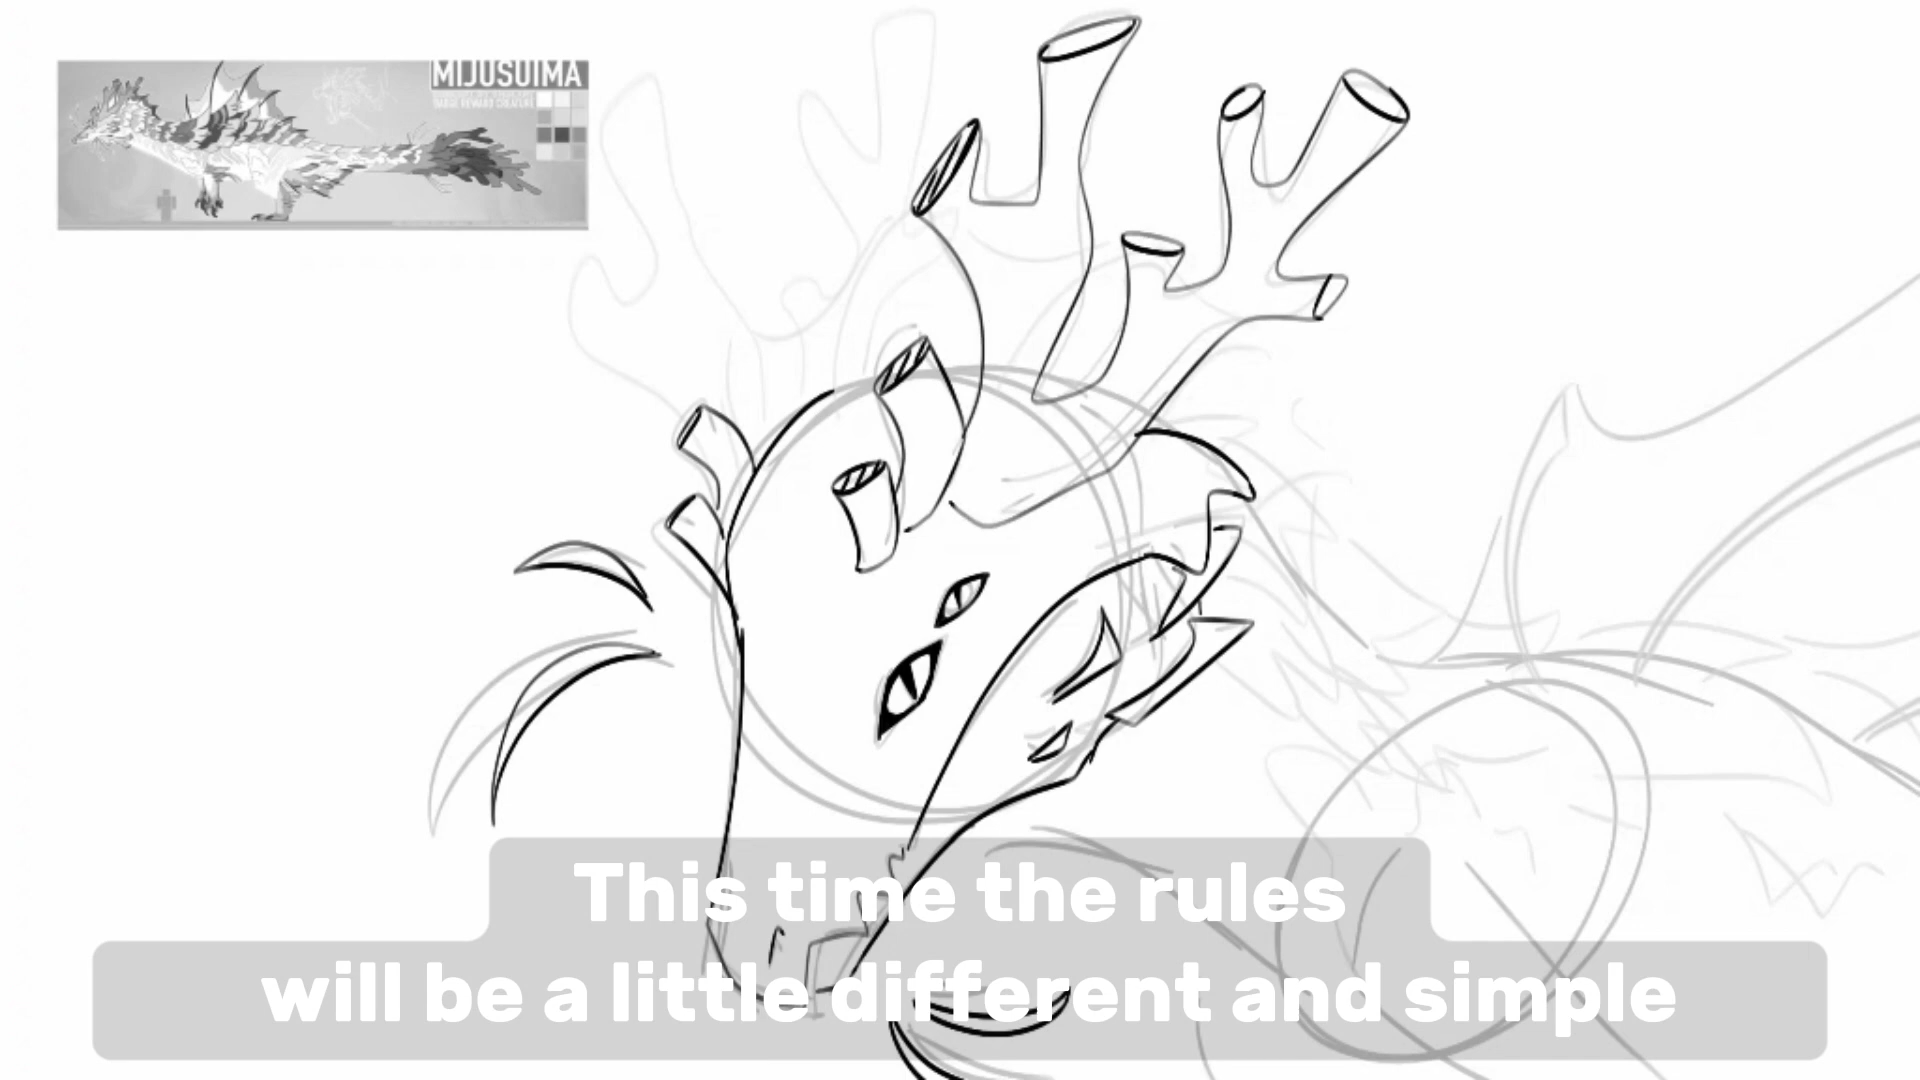 MIJUSUIMA
This time the rules
will be a little different and simple